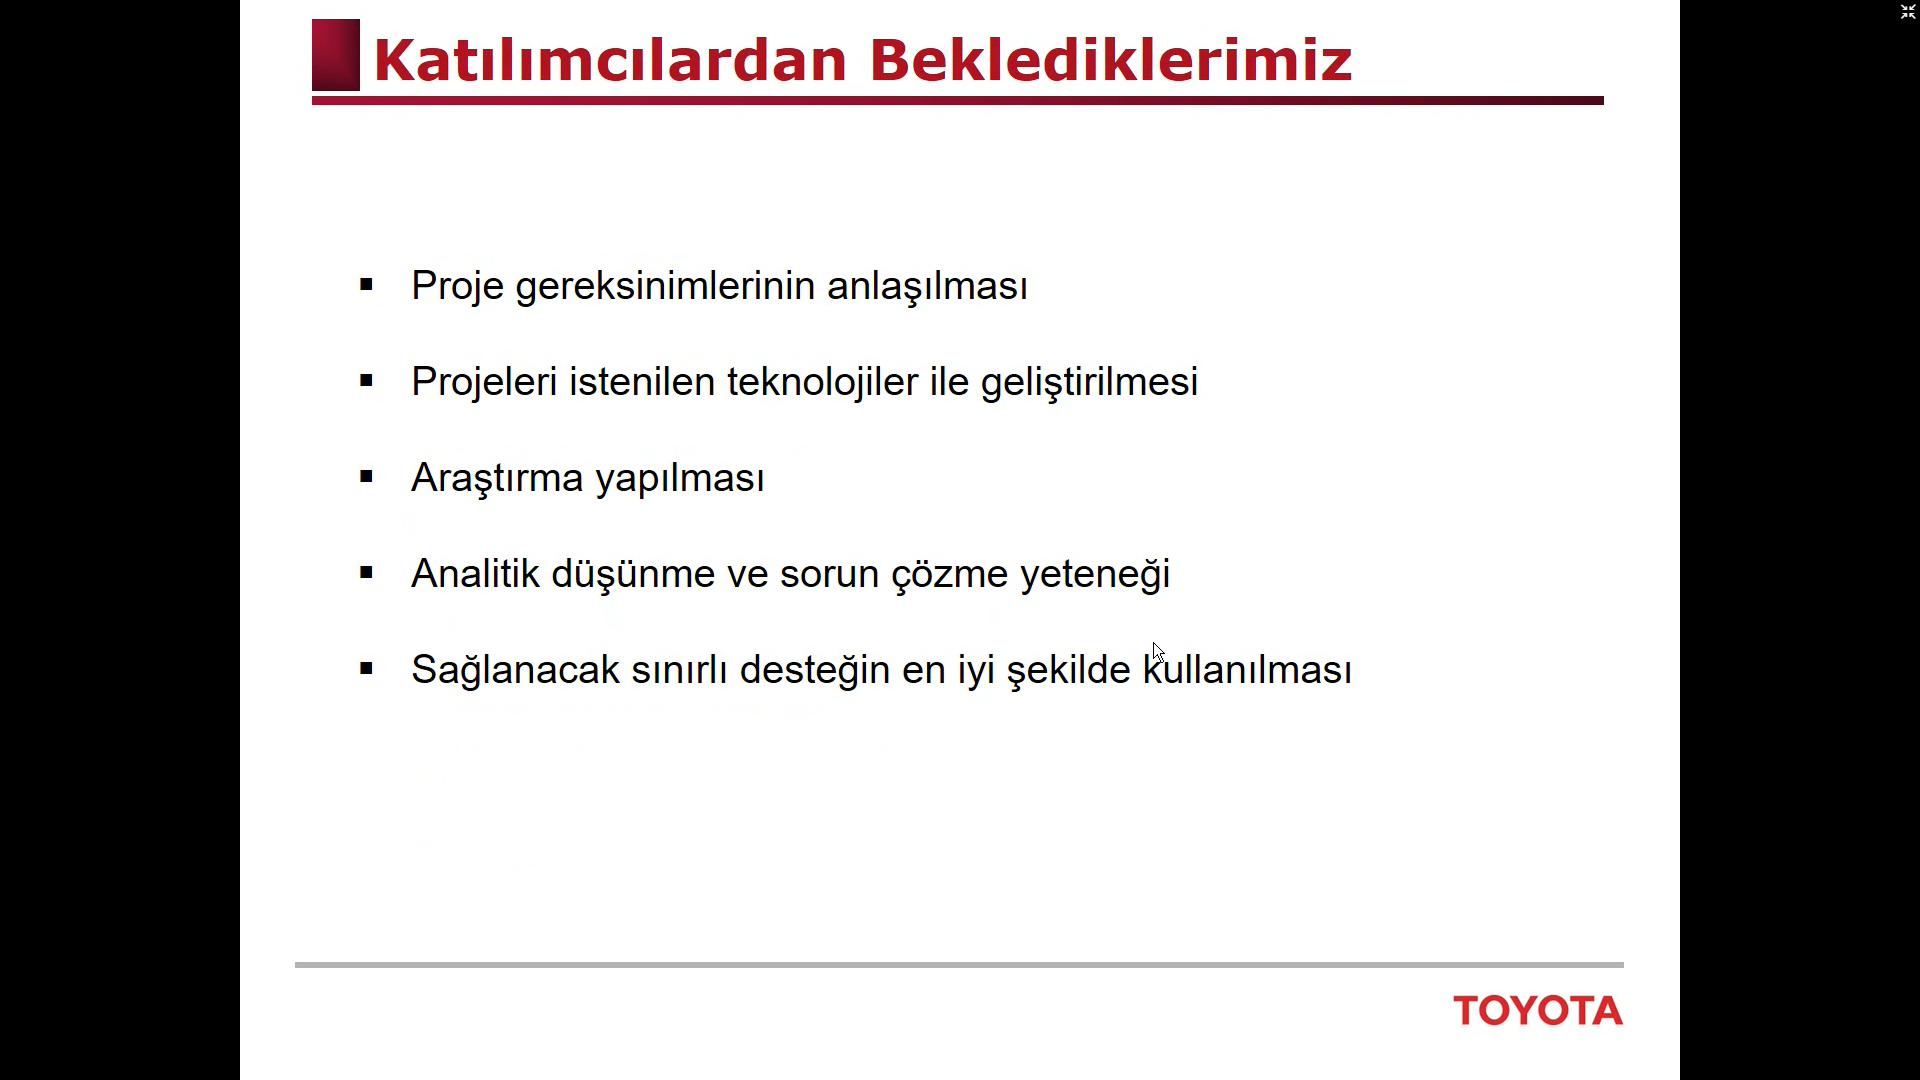 Katılımcılardan Beklediklerimiz
▪ Proje gereksinimlerinin anlaşılması
▪ Projeleri istenilen teknolojiler ile geliştirilmesi
▪ Araştırma yapılması
▪ Analitik düşünme ve sorun çözme yeteneği
▪ Sağlanacak sınırlı desteğin en iyi şekilde kullanılması
TOYOTA